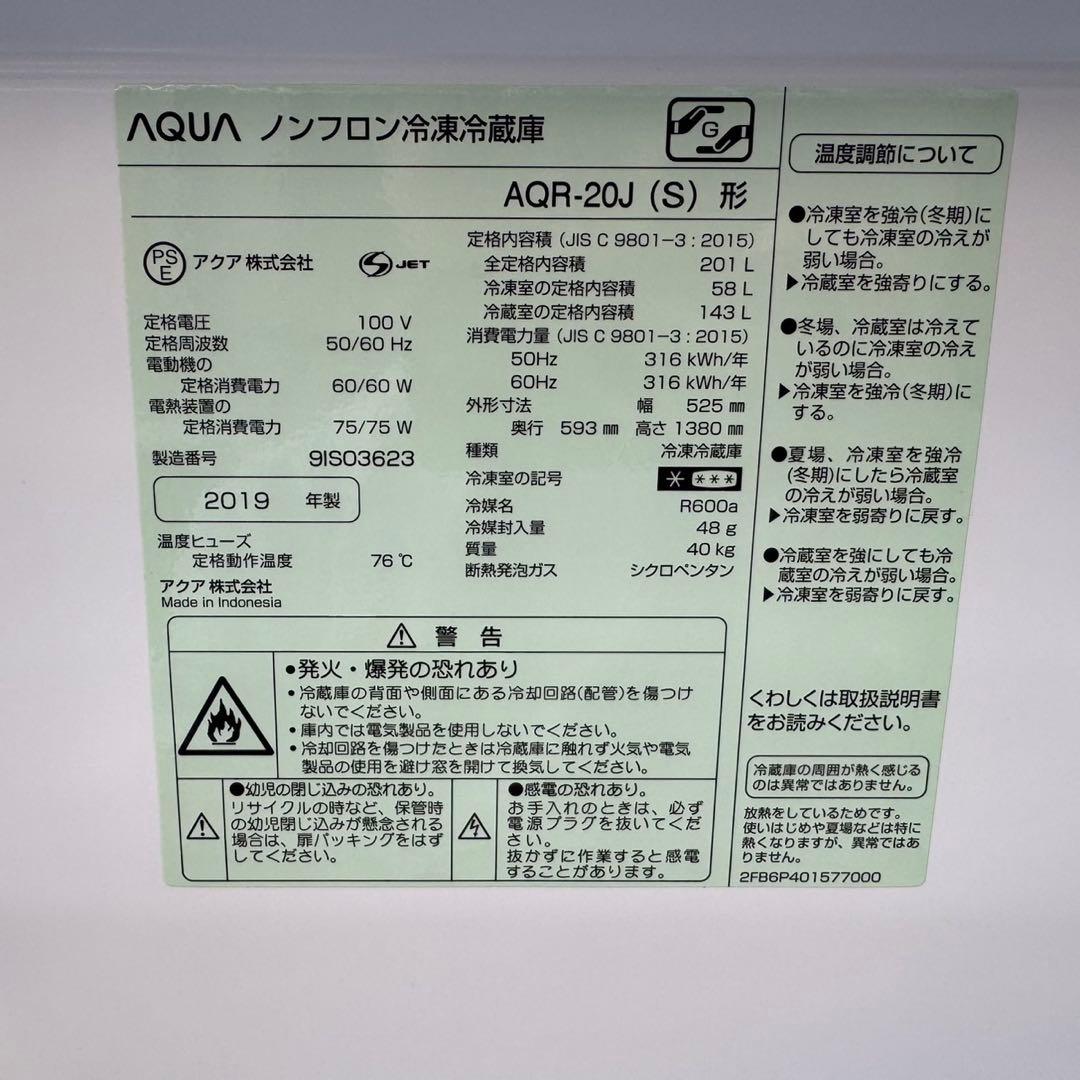 AQUA ノンフロン冷凍冷蔵庫
G
AQR-20J (S) 形
PS
E
アクア 株式会社
S JET
定格電圧 100 V
定格周波数 50/60 Hz
電動機の
定格消費電力 60/60 W
電熱装置の
定格消費電力 75/75 W
製造番号 9IS03623
2019 年製
温度ヒューズ
定格動作温度 76 ℃
アクア 株式会社
Made in Indonesia
定格内容積 (JIS C 9801-3 : 2015)
全定格内容積 201 L
冷凍室の定格内容積 58 L
冷蔵室の定格内容積 143 L
消費電力量 (JIS C 9801-3 : 2015)
50Hz 316 kWh/年
60Hz 316 kWh/年
外形寸法 幅 525 ㎜
奥行 593 ㎜ 高さ 1380 ㎜
種類 冷凍冷蔵庫
冷凍室の記号 * ***
冷媒名 R600a
冷媒封入量 48 g
質量 40 kg
断熱発泡ガス シクロペンタン
⚠ 警告
●発火・爆発の恐れあり
・冷蔵庫の背面や側面にある冷却回路(配管)を傷つけ
ないでください。
・庫内では電気製品を使用しないでください。
・冷却回路を傷つけたときは冷蔵庫に触れず火気や電気
製品の使用を避け窓を開けて換気してください。
●幼児の閉じ込みの恐れあり。
リサイクルの時など、保管時
の幼児閉じ込みが懸念される
場合は、扉パッキングをはず
してください。
●感電の恐れあり。
お手入れのときは、必ず
電源プラグを抜いてくだ
さい。
抜かずに作業すると感電
することがあります。
温度調節について
●冷凍室を強冷(冬期)に
しても冷凍室の冷えが
弱い場合。
▶冷蔵室を強寄りにする。
●冬場、冷蔵室は冷えて
いるのに冷凍室の冷え
が弱い場合。
▶冷凍室を強冷(冬期)に
する。
●夏場、冷凍室を強冷
(冬期)にしたら冷蔵室
の冷えが弱い場合。
▶冷凍室を弱寄りに戻す。
●冷蔵室を強にしても冷
蔵室の冷えが弱い場合。
▶冷凍室を弱寄りに戻す。
くわしくは取扱説明書
をお読みください。
冷蔵庫の周囲が熱く感じる
のは異常ではありません。
放熱をしているためです。
使いはじめや夏場などは特に
熱くなりますが、異常ではあ
りません。
2FB6P401577000